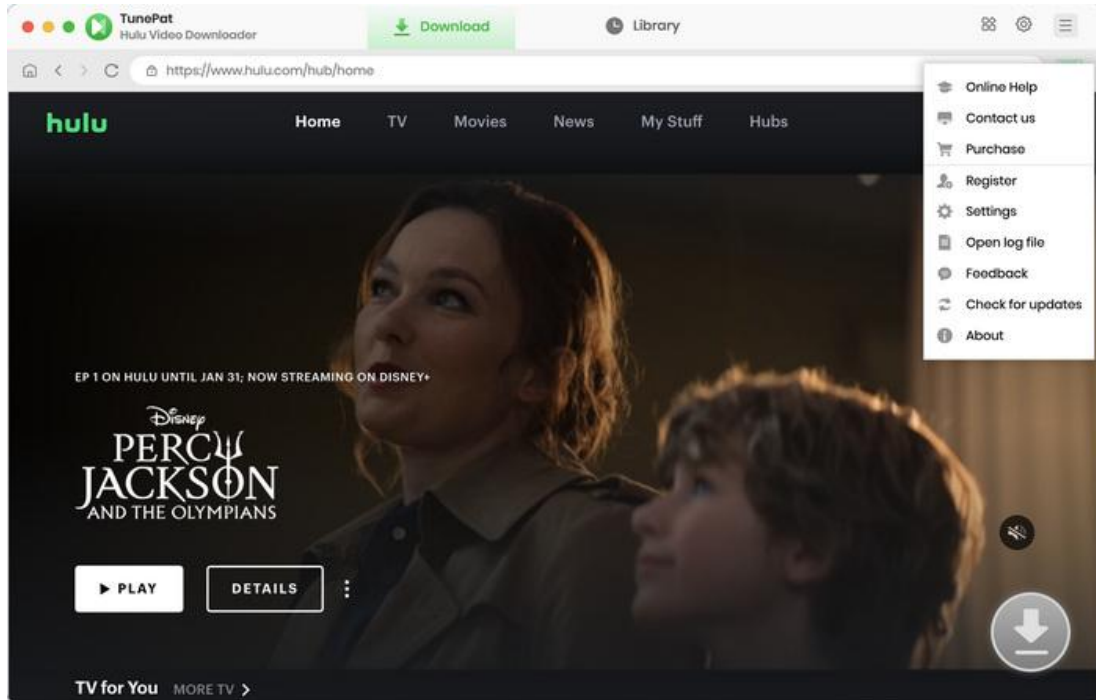 TunePat
Hulu Video Downloader
Download
Library
https://www.hulu.com/hub/home
hulu
Home
TV
Movies
News
My Stuff
Hubs
Online Help
Contact us
Purchase
Register
Settings
Open log file
Feedback
Check for updates
About
EP 1 ON HULU UNTIL JAN 31; NOW STREAMING ON DISNEY+
Disney
PERCY
JACKSON
AND THE OLYMPIANS
PLAY
DETAILS
TV for You
MORE TV